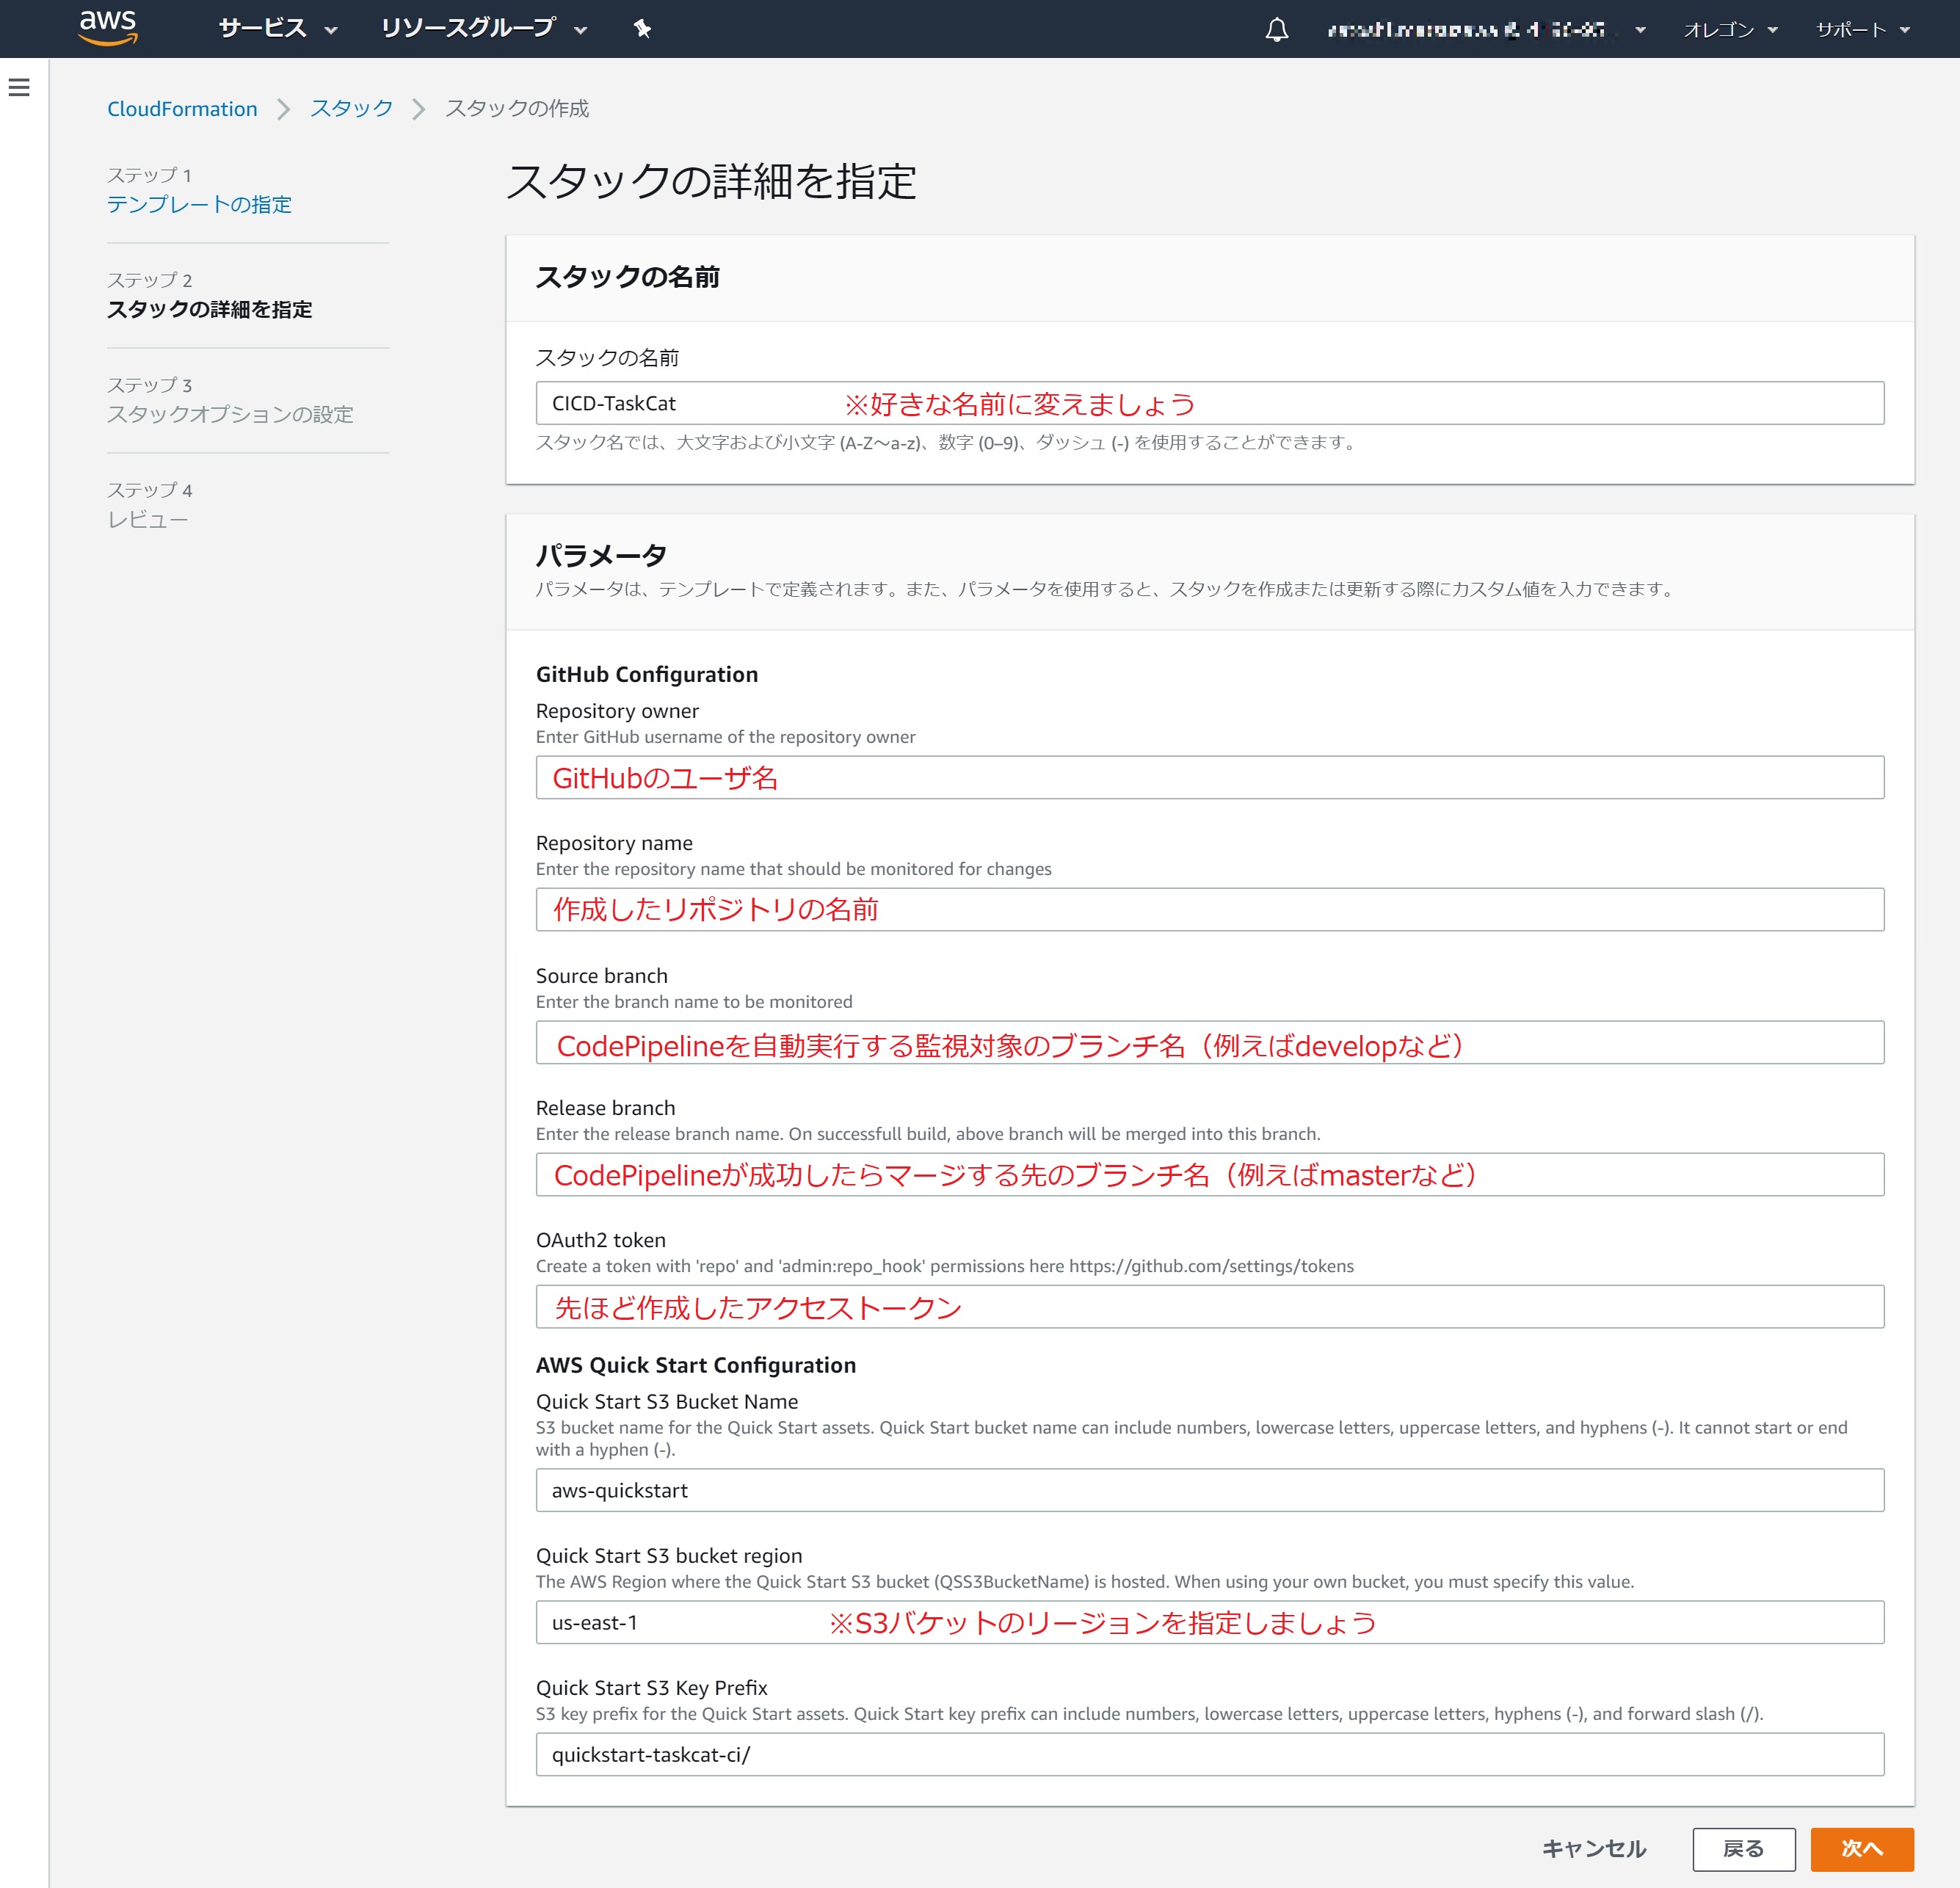 aws
サービス
リソースグループ
オレゴン
サポート
CloudFormation
スタック
スタックの作成
ステップ 1
テンプレートの指定
ステップ 2
スタックの詳細を指定
ステップ 3
スタックオプションの設定
ステップ 4
レビュー
スタックの詳細を指定
スタックの名前
スタックの名前
CICD-TaskCat ※好きな名前に変えましょう
スタック名では、大文字および小文字 (A-Z～a-z)、数字 (0–9)、ダッシュ (-) を使用することができます。
パラメータ
パラメータは、テンプレートで定義されます。また、パラメータを使用すると、スタックを作成または更新する際にカスタム値を入力できます。
GitHub Configuration
Repository owner
Enter GitHub username of the repository owner
GitHubのユーザ名
Repository name
Enter the repository name that should be monitored for changes
作成したリポジトリの名前
Source branch
Enter the branch name to be monitored
CodePipelineを自動実行する監視対象のブランチ名（例えばdevelopなど）
Release branch
Enter the release branch name. On successfull build, above branch will be merged into this branch.
CodePipelineが成功したらマージする先のブランチ名（例えばmasterなど）
OAuth2 token
Create a token with 'repo' and 'admin:repo_hook' permissions here https://github.com/settings/tokens
先ほど作成したアクセストークン
AWS Quick Start Configuration
Quick Start S3 Bucket Name
S3 bucket name for the Quick Start assets. Quick Start bucket name can include numbers, lowercase letters, uppercase letters, and hyphens (-). It cannot start or end
with a hyphen (-).
aws-quickstart
Quick Start S3 bucket region
The AWS Region where the Quick Start S3 bucket (QSS3BucketName) is hosted. When using your own bucket, you must specify this value.
us-east-1 ※S3バケットのリージョンを指定しましょう
Quick Start S3 Key Prefix
S3 key prefix for the Quick Start assets. Quick Start key prefix can include numbers, lowercase letters, uppercase letters, hyphens (-), and forward slash (/).
quickstart-taskcat-ci/
キャンセル
戻る
次へ